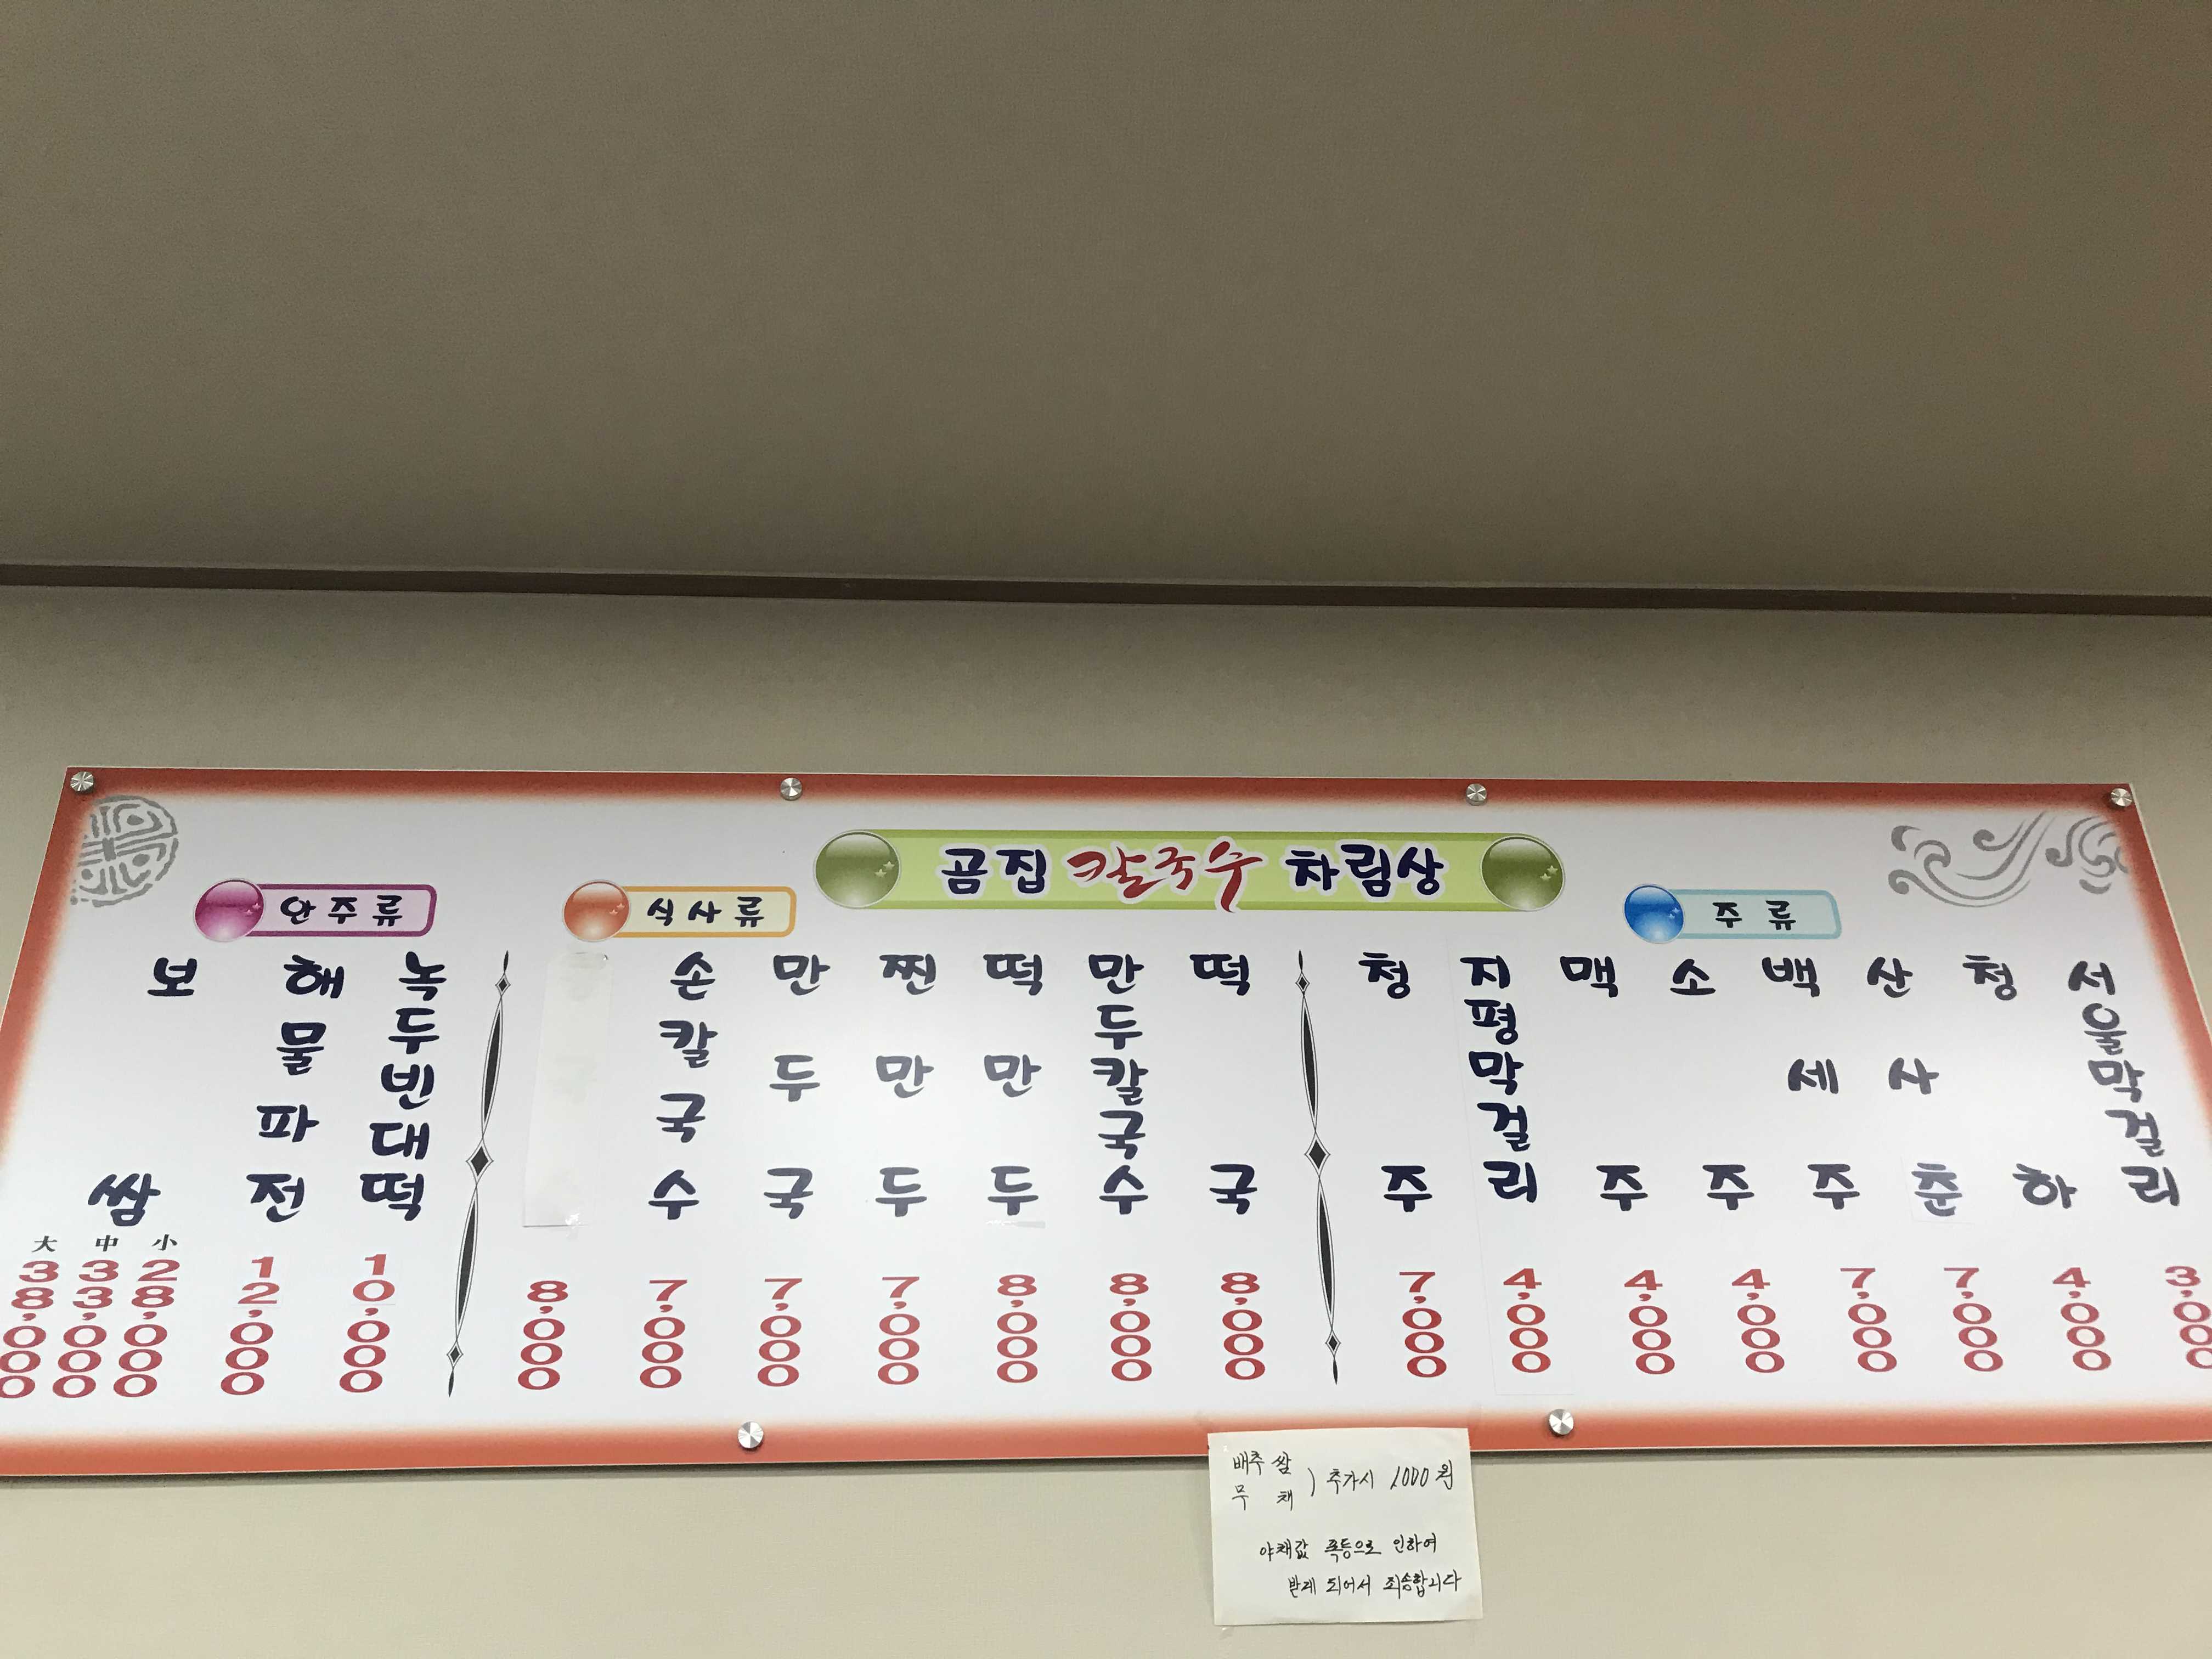 곰집 칼국수 차림상
안주류
보쌈
大 38,000
中 33,000
小 28,000
해물파전 12,000
녹두빈대떡 10,000
식사류
8,000
손칼국수 7,000
만두국 7,000
찐만두 7,000
떡만두 8,000
만두칼국수 8,000
떡국 8,000
주류
청주 7,000
지평막걸리 4,000
맥주 4,000
소주 4,000
백세주 7,000
산사춘 7,000
청하 4,000
서울막걸리 3,000
배추 쌈
무 채 ) 추가시 1,000원
야채값 폭등으로 인하여
받게 되어서 죄송합니다